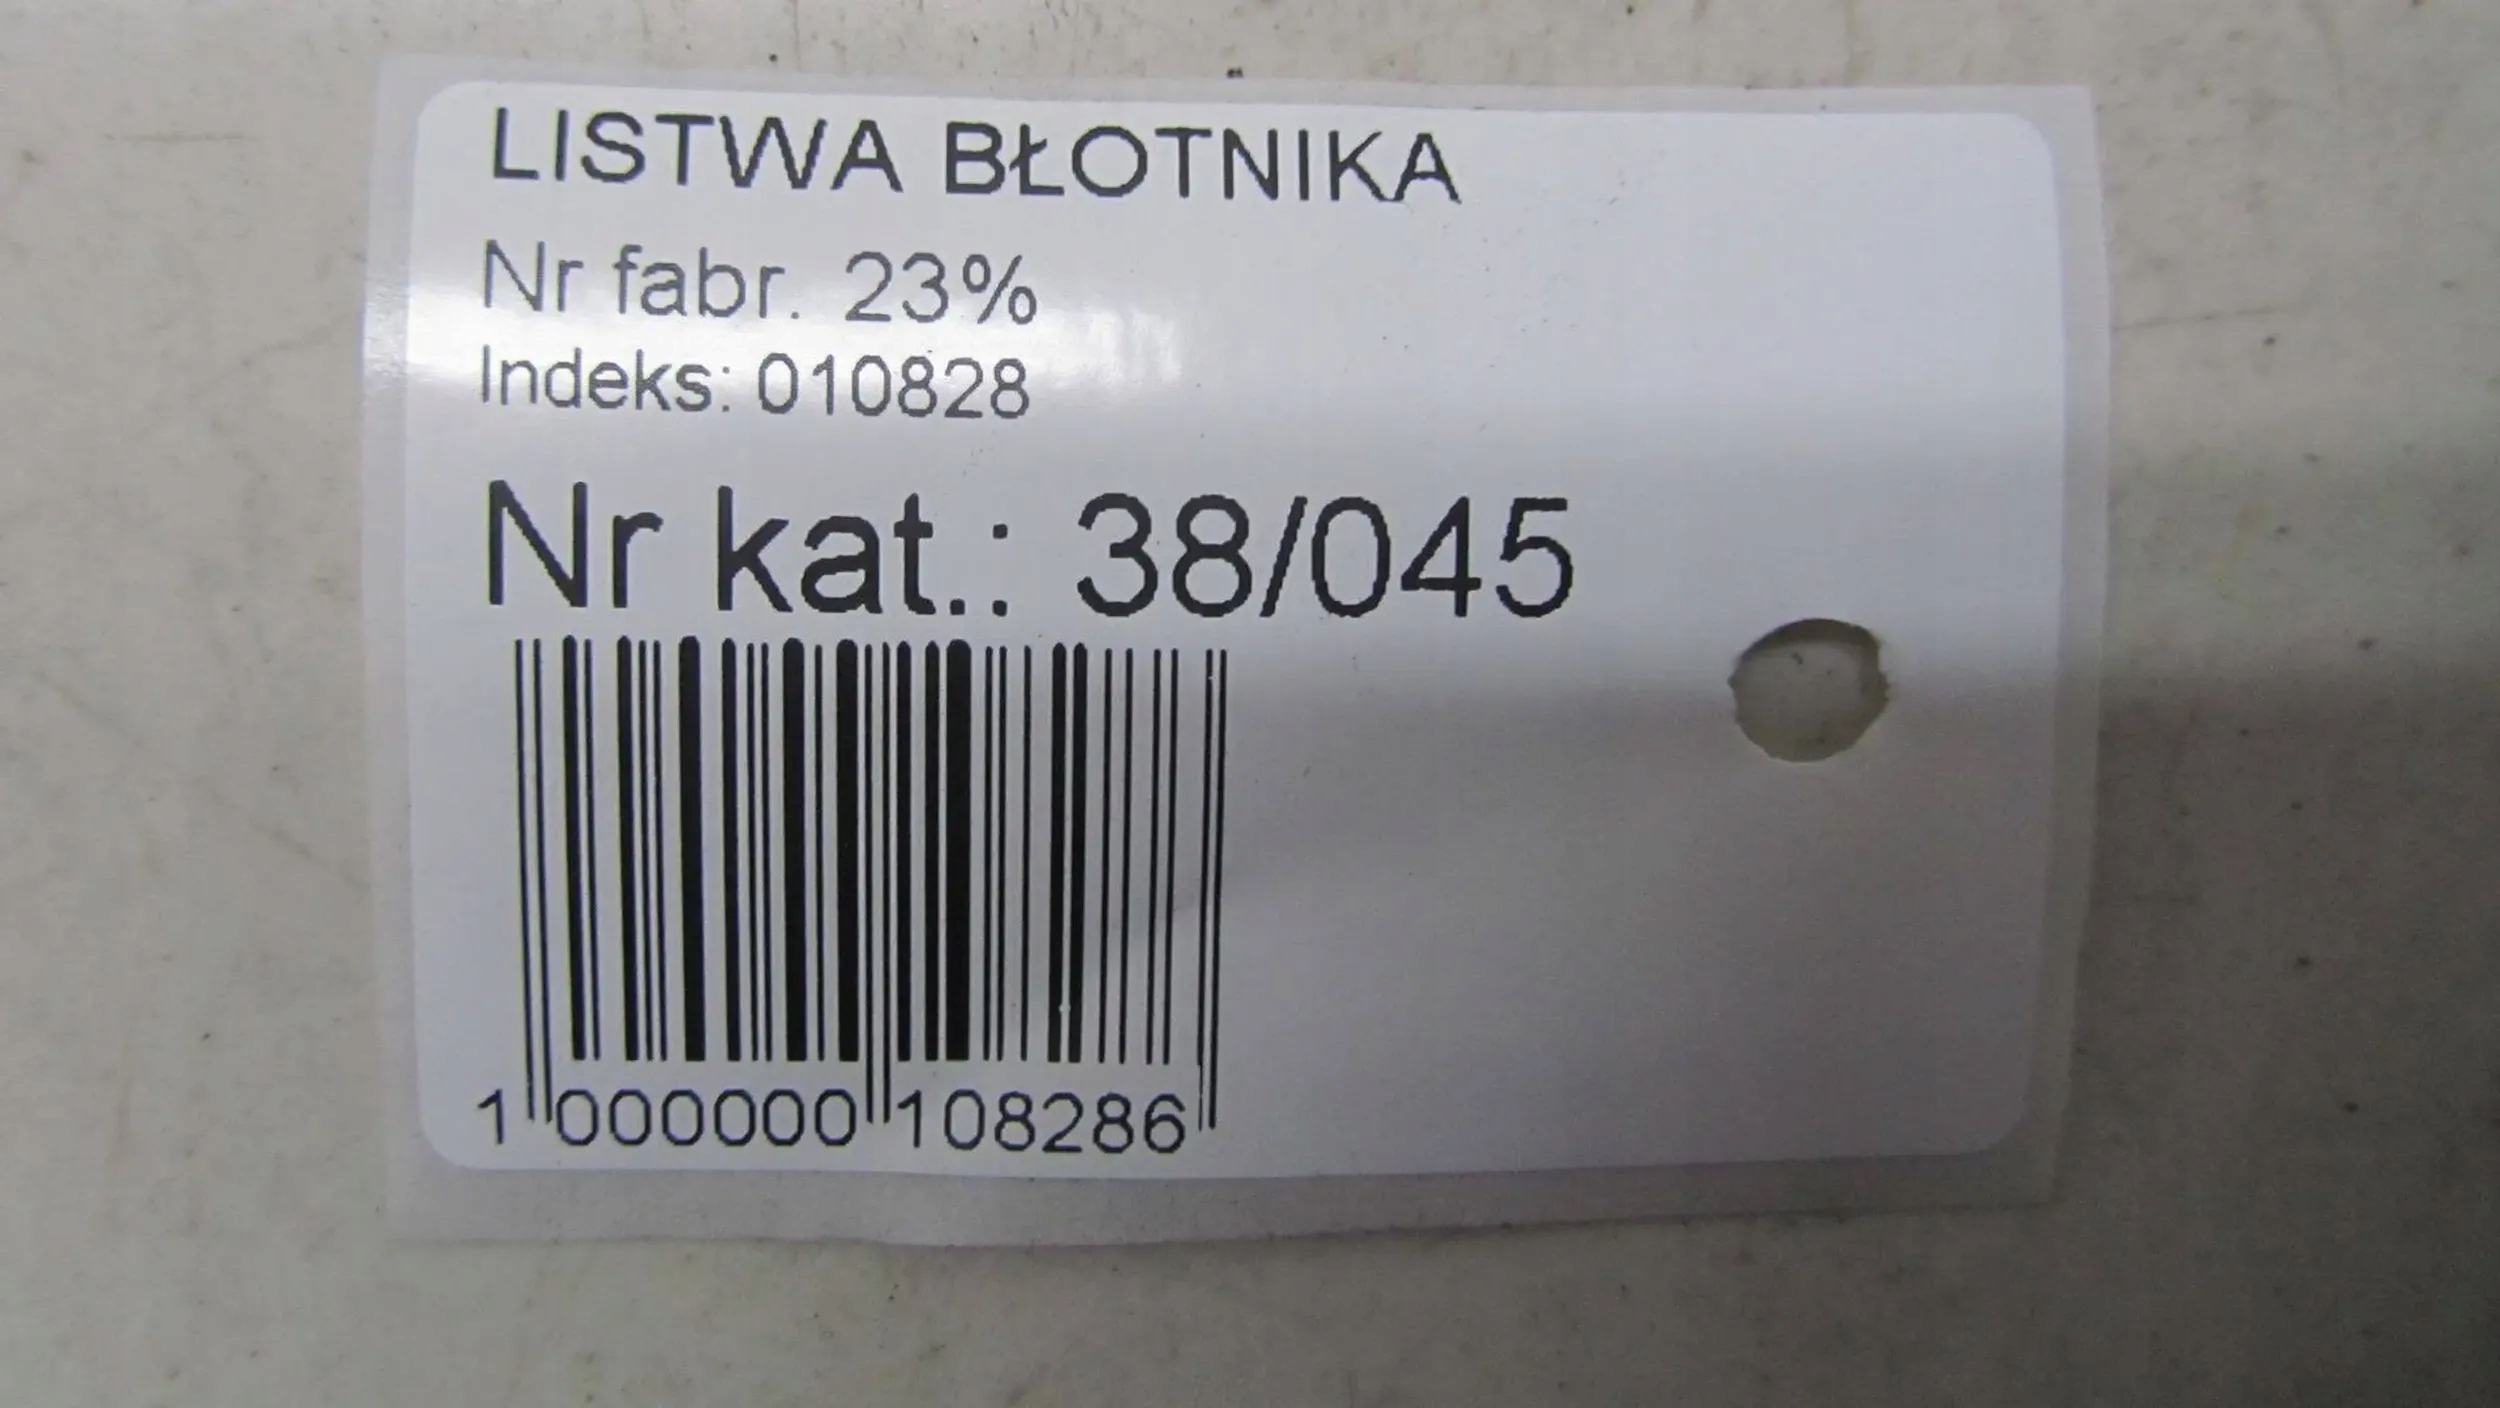 LISTWA BŁOTNIKA
Nr fabr. 23%
Indeks: 010828
Nr kat.: 38/045
1 000000 108286